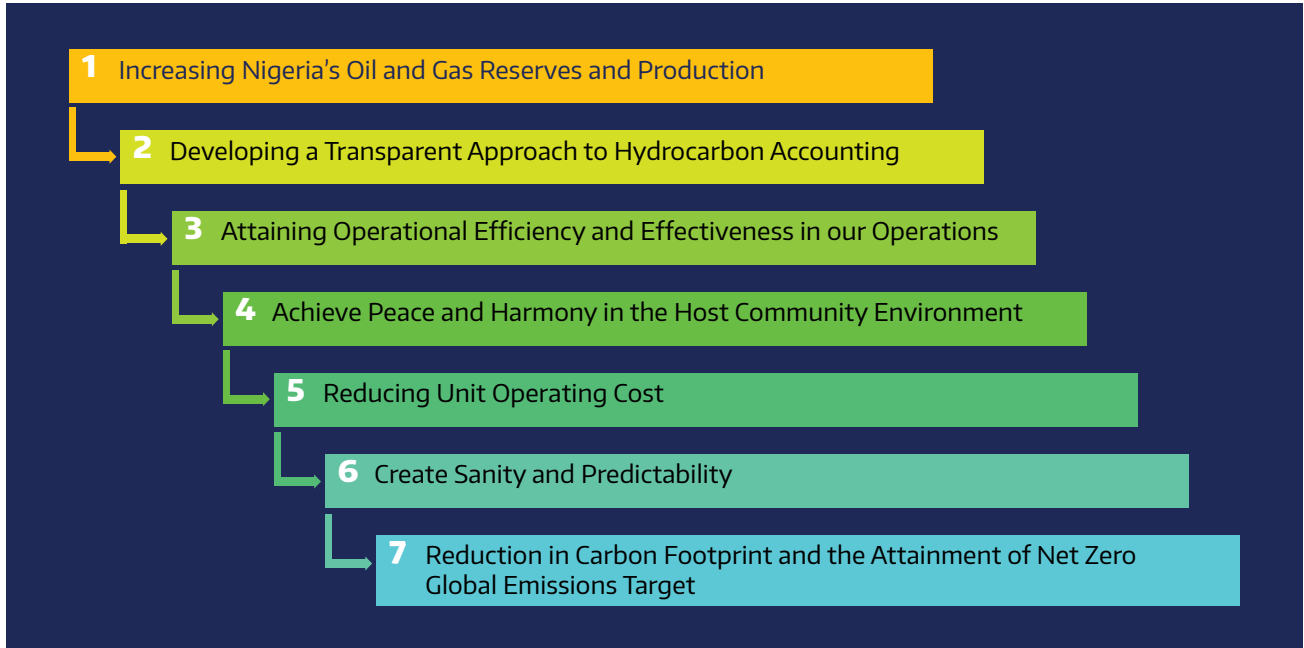 1 Increasing Nigeria's Oil and Gas Reserves and Production
2 Developing a Transparent Approach to Hydrocarbon Accounting
3 Attaining Operational Efficiency and Effectiveness in our Operations
4 Achieve Peace and Harmony in the Host Community Environment
5 Reducing Unit Operating Cost
6 Create Sanity and Predictability
7 Reduction in Carbon Footprint and the Attainment of Net Zero
Global Emissions Target